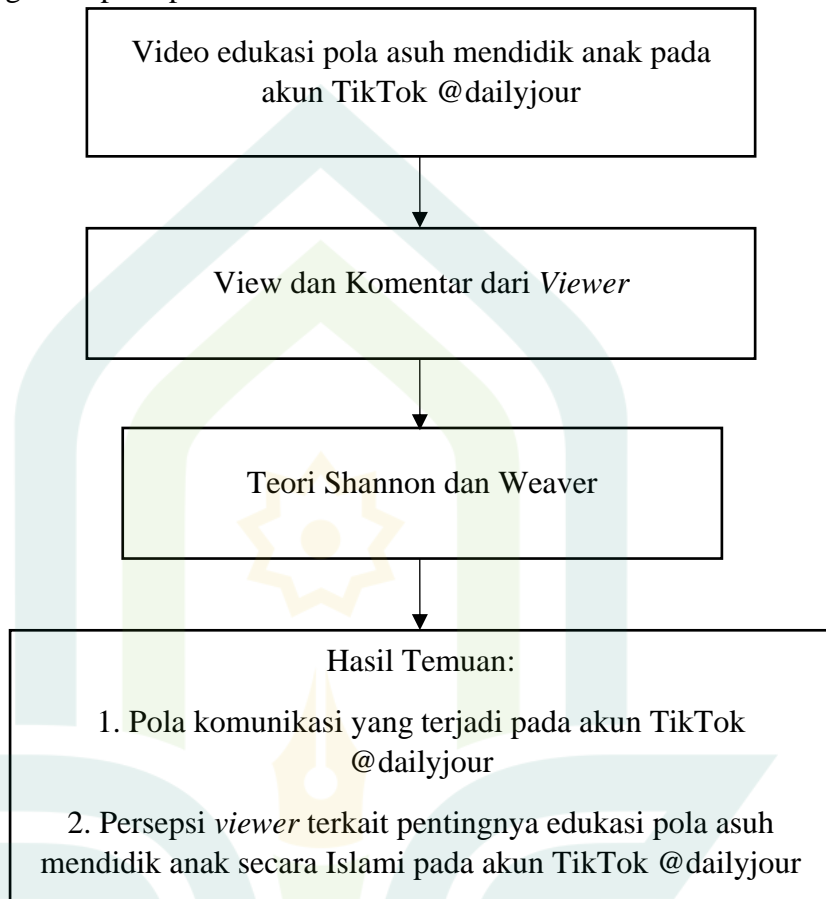 Video edukasi pola asuh mendidik anak pada
akun TikTok @dailyjour
View dan Komentar dari Viewer
Teori Shannon dan Weaver
Hasil Temuan:
1. Pola komunikasi yang terjadi pada akun TikTok
@dailyjour
2. Persepsi viewer terkait pentingnya edukasi pola asuh
mendidik anak secara Islami pada akun TikTok @dailyjour